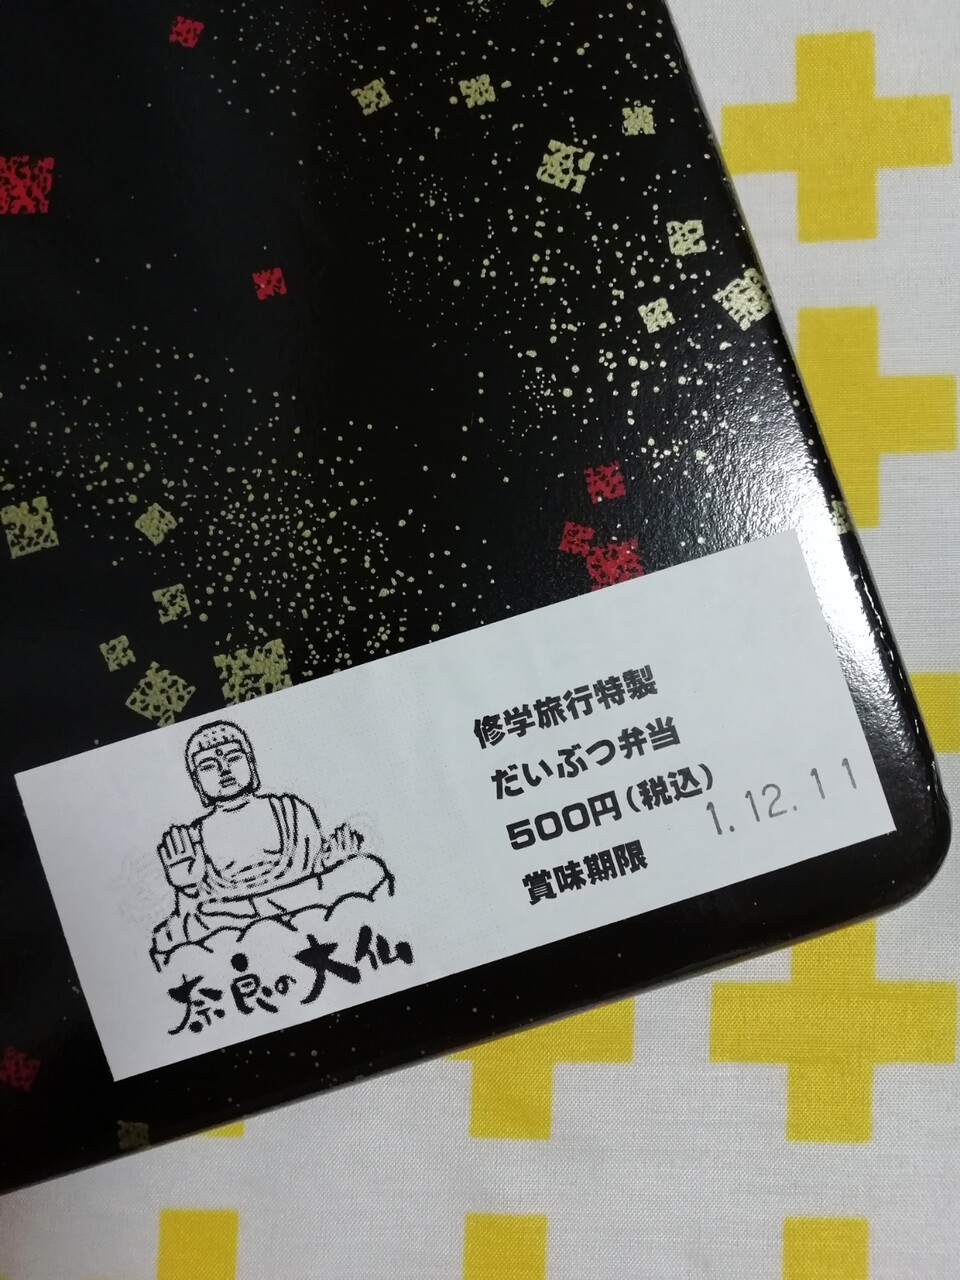 奈良の大仏
修学旅行特製
だいぶつ弁当
500円(税込)
賞味期限 1.12.11